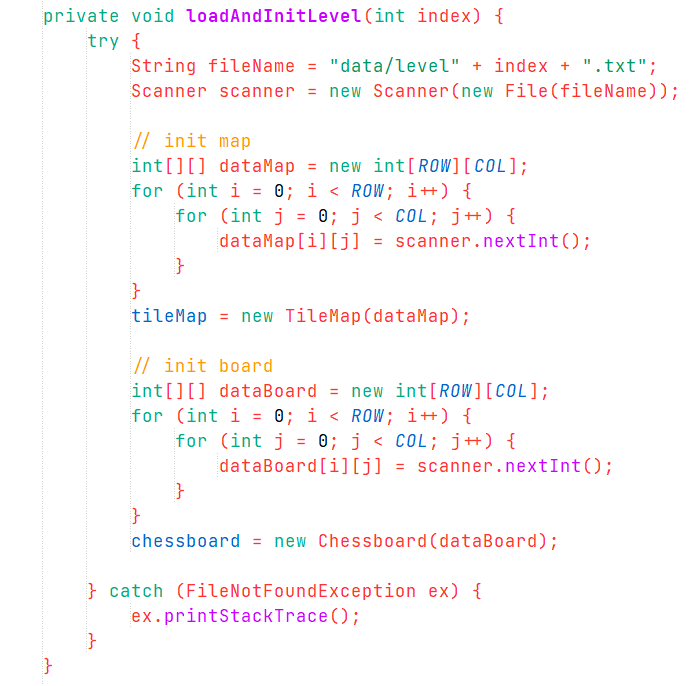 private void loadAndInitLevel(int index) {
    try {
        String fileName = "data/level" + index + ".txt";
        Scanner scanner = new Scanner(new File(fileName));

        // init map
        int[][] dataMap = new int[ROW][COL];
        for (int i = 0; i < ROW; i++) {
            for (int j = 0; j < COL; j++) {
                dataMap[i][j] = scanner.nextInt();
            }
        }
        tileMap = new TileMap(dataMap);

        // init board
        int[][] dataBoard = new int[ROW][COL];
        for (int i = 0; i < ROW; i++) {
            for (int j = 0; j < COL; j++) {
                dataBoard[i][j] = scanner.nextInt();
            }
        }
        chessboard = new Chessboard(dataBoard);

    } catch (FileNotFoundException ex) {
        ex.printStackTrace();
    }
}